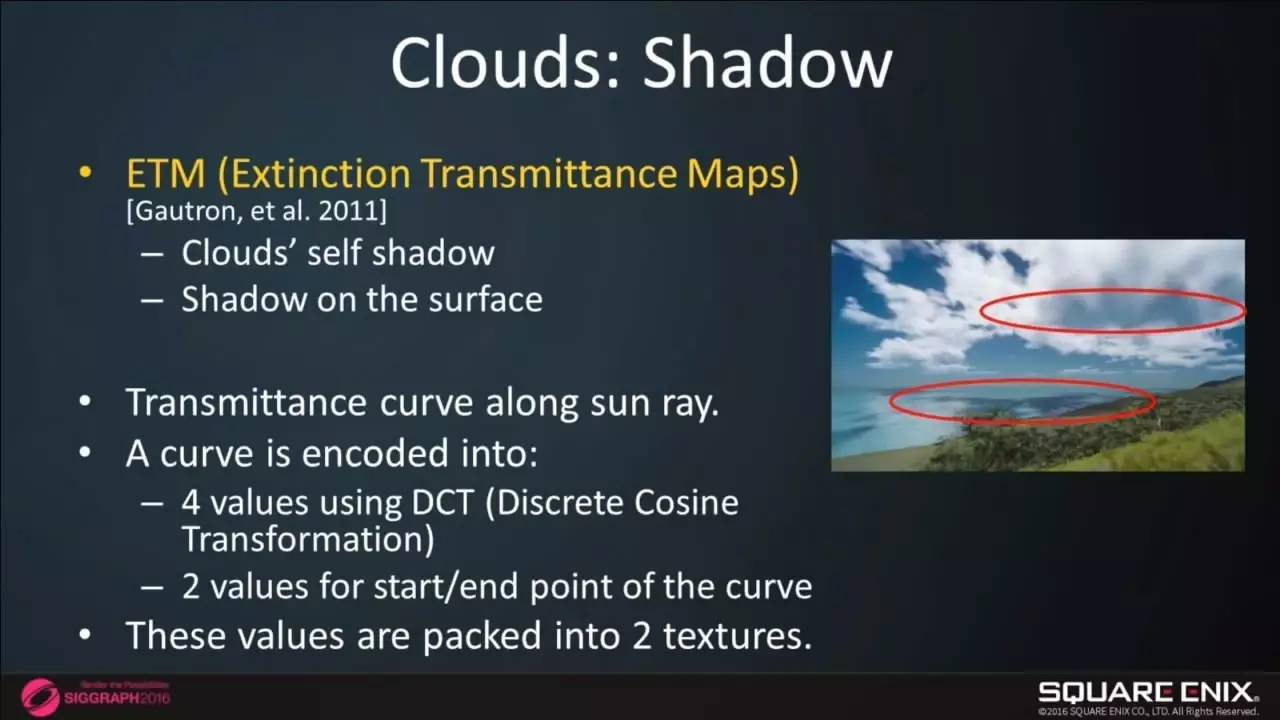 Clouds: Shadow
• ETM (Extinction Transmittance Maps)
[Gautron, et al. 2011]
– Clouds’ self shadow
– Shadow on the surface
• Transmittance curve along sun ray.
• A curve is encoded into:
– 4 values using DCT (Discrete Cosine
Transformation)
– 2 values for start/end point of the curve
• These values are packed into 2 textures.
Render the Possibilities
SIGGRAPH2016
SQUARE ENIX.
©2016 SQUARE ENIX CO., LTD. All Rights Reserved.